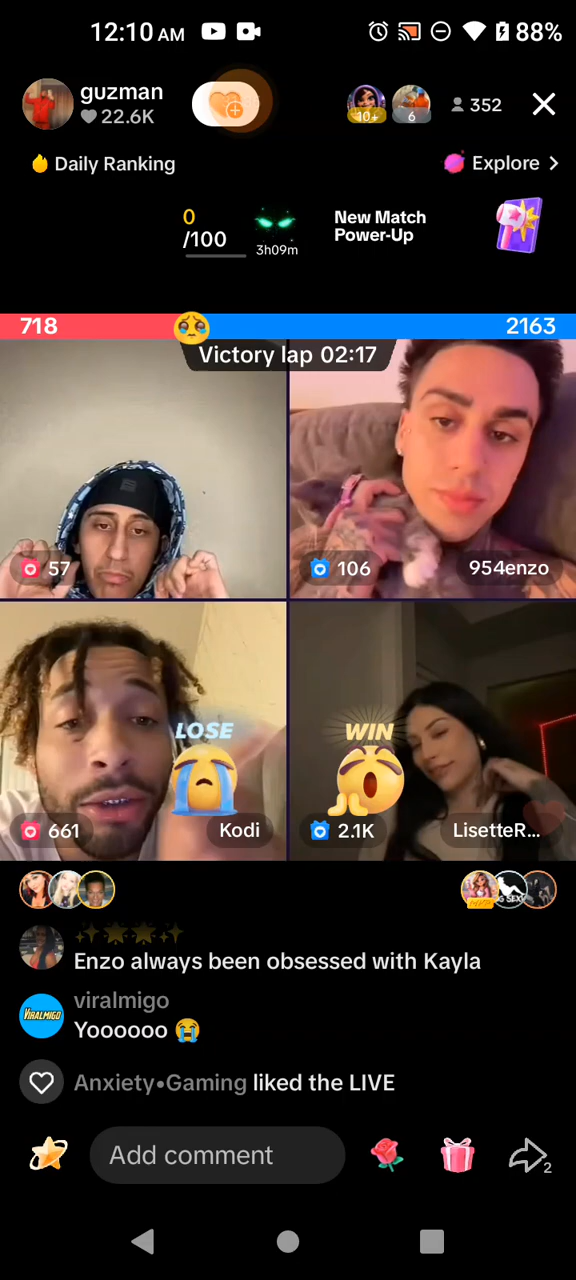 12:10 AM
88%
guzman
22.6K
10+
6
352
Daily Ranking
Explore >
0
/100
3h09m
New Match
Power-Up
718
2163
Victory lap 02:17
57
106
954enzo
LOSE
WIN
661
Kodi
2.1K
LisetteR...
Enzo always been obsessed with Kayla
VIRALMIGO
viralmigo
Yoooooo 😭
Anxiety•Gaming liked the LIVE
Add comment
2